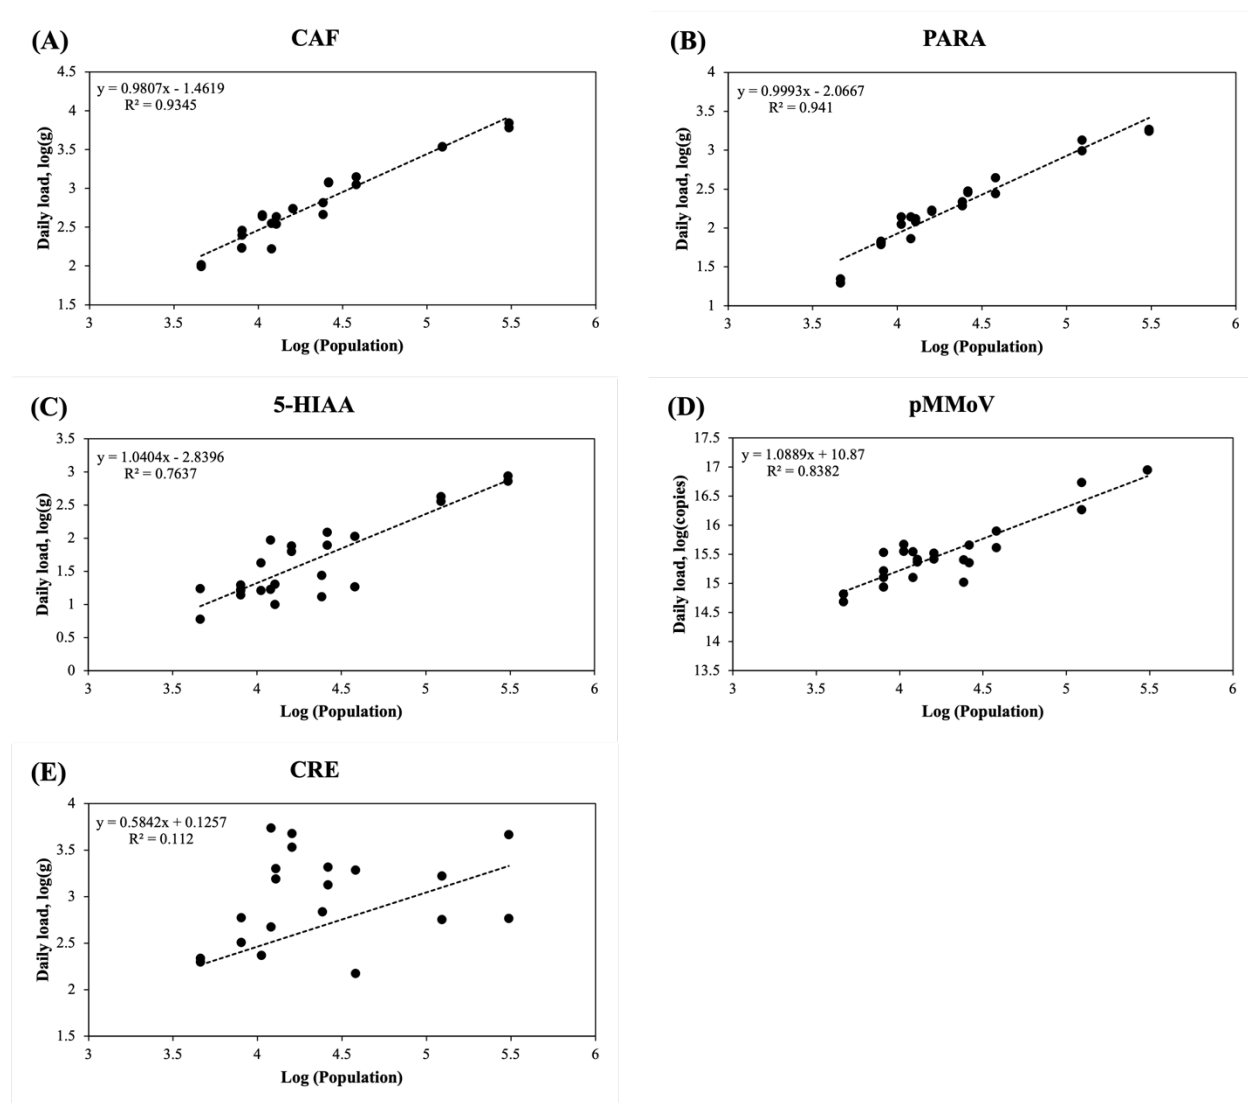 (A) CAF
y = 0.9807x - 1.4619
R² = 0.9345
Daily load, log(g)
4.5
4
3.5
3
2.5
2
1.5
3 3.5 4 4.5 5 5.5 6
Log (Population)
(B) PARA
y = 0.9993x - 2.0667
R² = 0.941
Daily load, log(g)
4
3.5
3
2.5
2
1.5
1
3 3.5 4 4.5 5 5.5 6
Log (Population)
(C) 5-HIAA
y = 1.0404x - 2.8396
R² = 0.7637
Daily load, log(g)
3.5
3
2.5
2
1.5
1
0.5
0
3 3.5 4 4.5 5 5.5 6
Log (Population)
(D) pMMoV
y = 1.0889x + 10.87
R² = 0.8382
Daily load, log(copies)
17.5
17
16.5
16
15.5
15
14.5
14
13.5
3 3.5 4 4.5 5 5.5 6
Log (Population)
(E) CRE
y = 0.5842x + 0.1257
R² = 0.112
Daily load, log(g)
4
3.5
3
2.5
2
1.5
3 3.5 4 4.5 5 5.5 6
Log (Population)